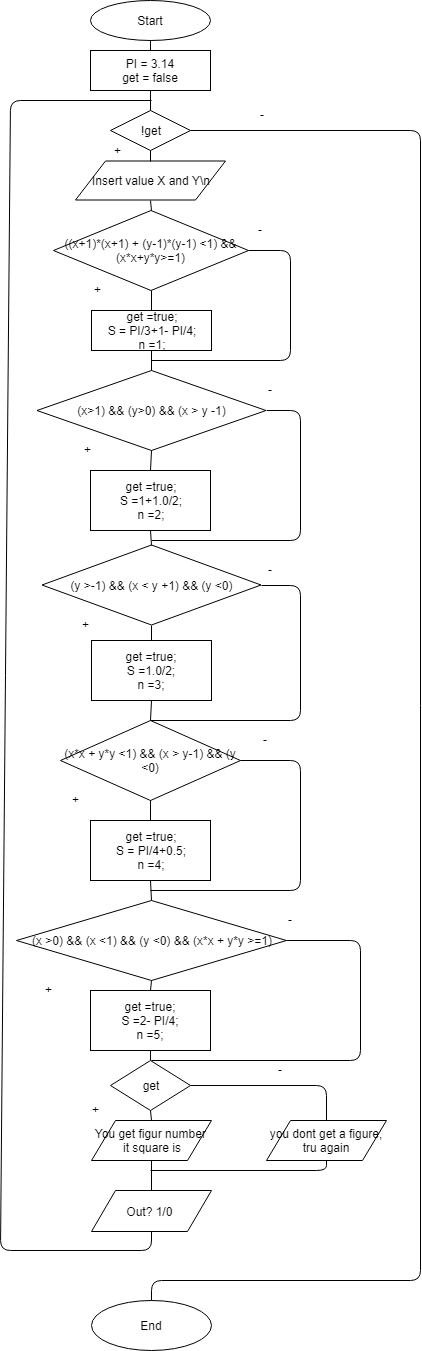 Start
PI = 3.14
get = false
-
!get
+
Insert value X and Y\n
-
((x+1)*(x+1) + (y-1)*(y-1) <1) &&
(x*x+y*y>=1)
+
get =true;
S = PI/3+1- PI/4;
n =1;
-
(x>1) && (y>0) && (x > y -1)
+
get =true;
S =1+1.0/2;
n =2;
-
(y >-1) && (x < y +1) && (y <0)
+
get =true;
S =1.0/2;
n =3;
-
(x*x + y*y <1) && (x > y-1) && (y
<0)
+
get =true;
S = PI/4+0.5;
n =4;
-
(x >0) && (x <1) && (y <0) && (x*x + y*y >=1)
+
get =true;
S =2- PI/4;
n =5;
-
get
+
You get figur number
it square is
you dont get a figure,
tru again
Out? 1/0
End